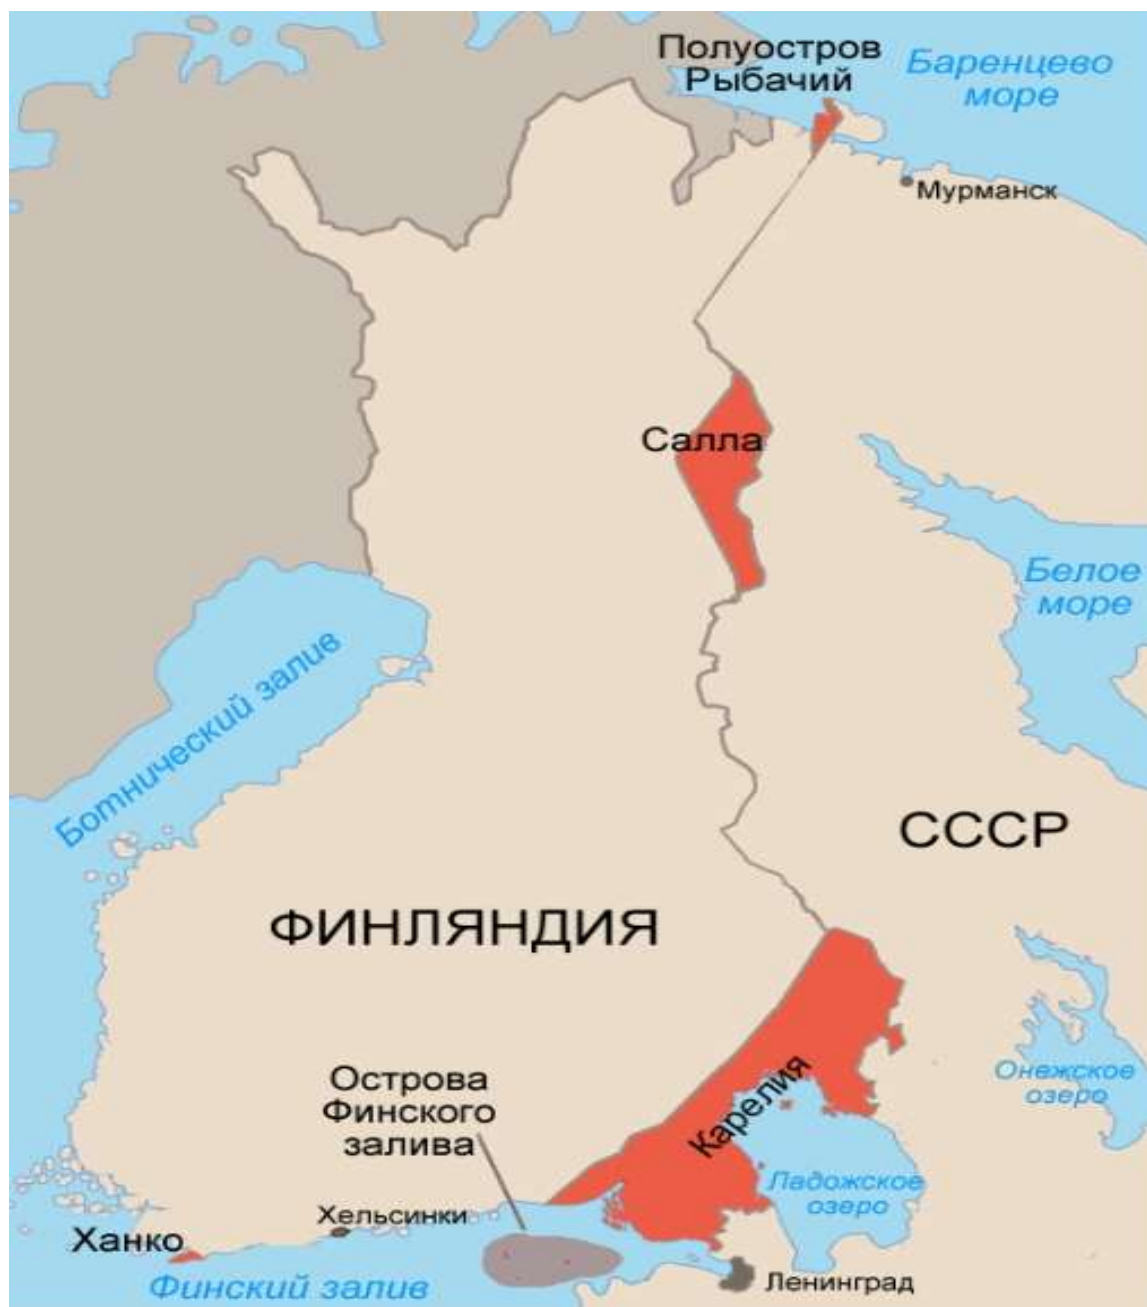 Полуостров
Рыбачий
Баренцево
море
Мурманск
Салла
Белое
море
Ботнический залив
СССР
ФИНЛЯНДИЯ
Острова
Финского
залива
Карелия
Онежское
озеро
Ладожское
озеро
Ханко
Хельсинки
Финский залив
Ленинград